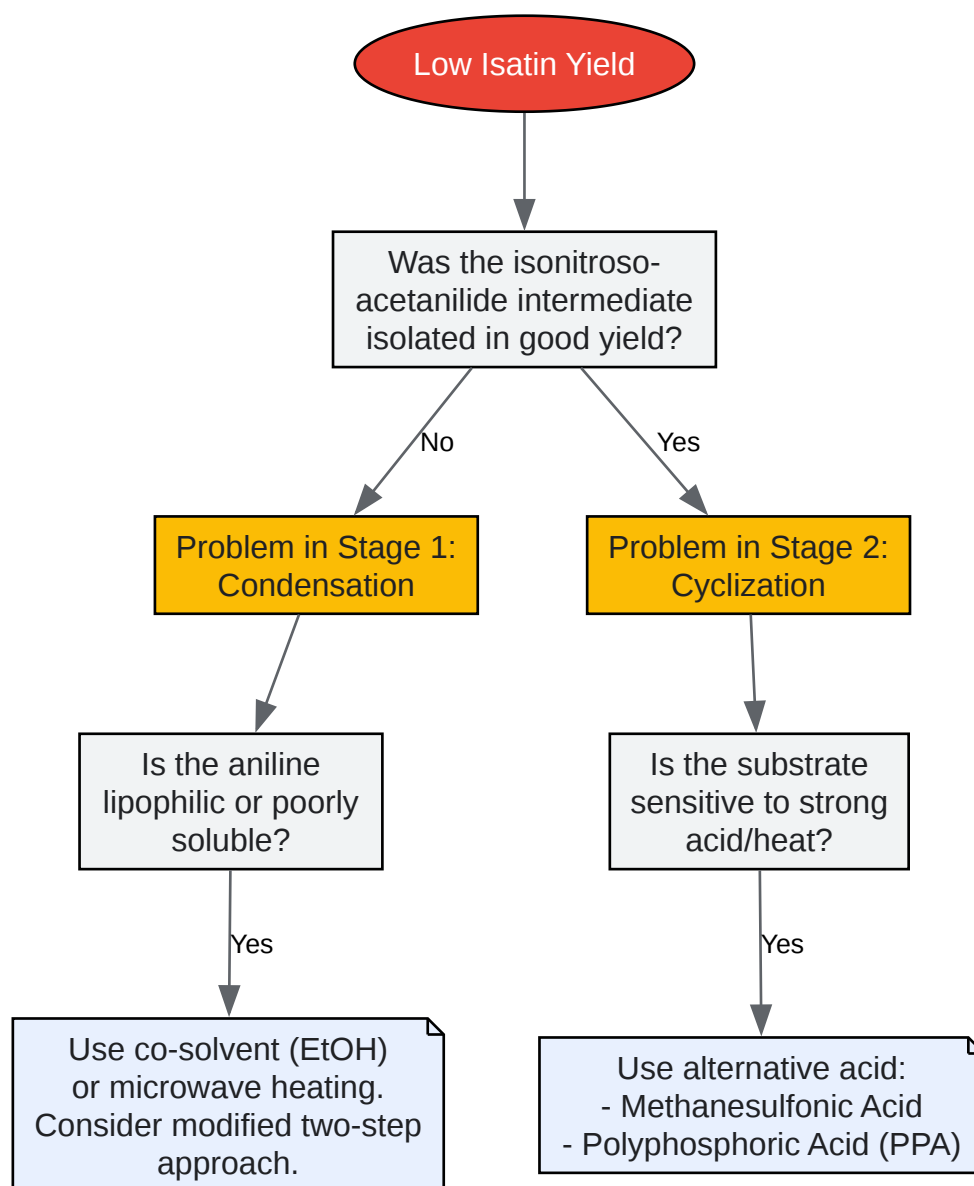 Low Isatin Yield
Was the isonitroso-
acetanilide intermediate
isolated in good yield?
No
Yes
Problem in Stage 1:
Condensation
Problem in Stage 2:
Cyclization
Is the aniline
lipophilic or poorly
soluble?
Is the substrate
sensitive to strong
acid/heat?
Yes
Yes
Use co-solvent (EtOH)
or microwave heating.
Consider modified two-step
approach.
Use alternative acid:
- Methanesulfonic Acid
- Polyphosphoric Acid (PPA)